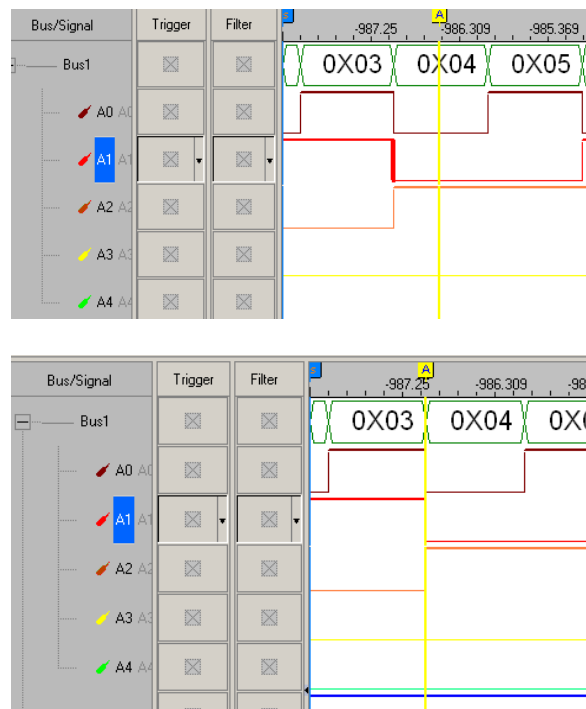 Bus/Signal Trigger Filter s A
-987.25 -986.309 -985.369
Bus1 0X03 0X04 0X05
A0 A0
A1 A1
A2 A2
A3 A3
A4 A4
Bus/Signal Trigger Filter s A
-987.25 -986.309
Bus1 0X03 0X04
A0 A0
A1 A1
A2 A2
A3 A3
A4 A4